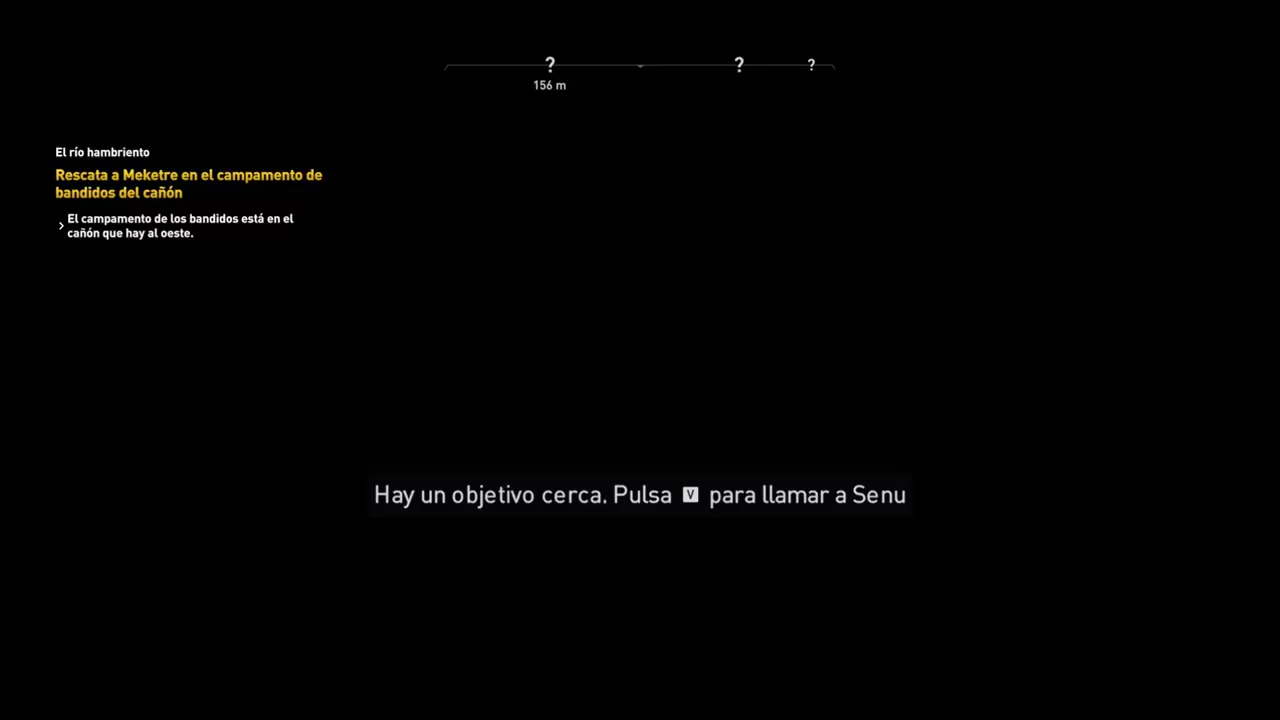 ? ? ?
156 m
El río hambriento
Rescata a Meketre en el campamento de
bandidos del cañón
El campamento de los bandidos está en el
cañón que hay al oeste.
Hay un objetivo cerca. Pulsa V para llamar a Senu